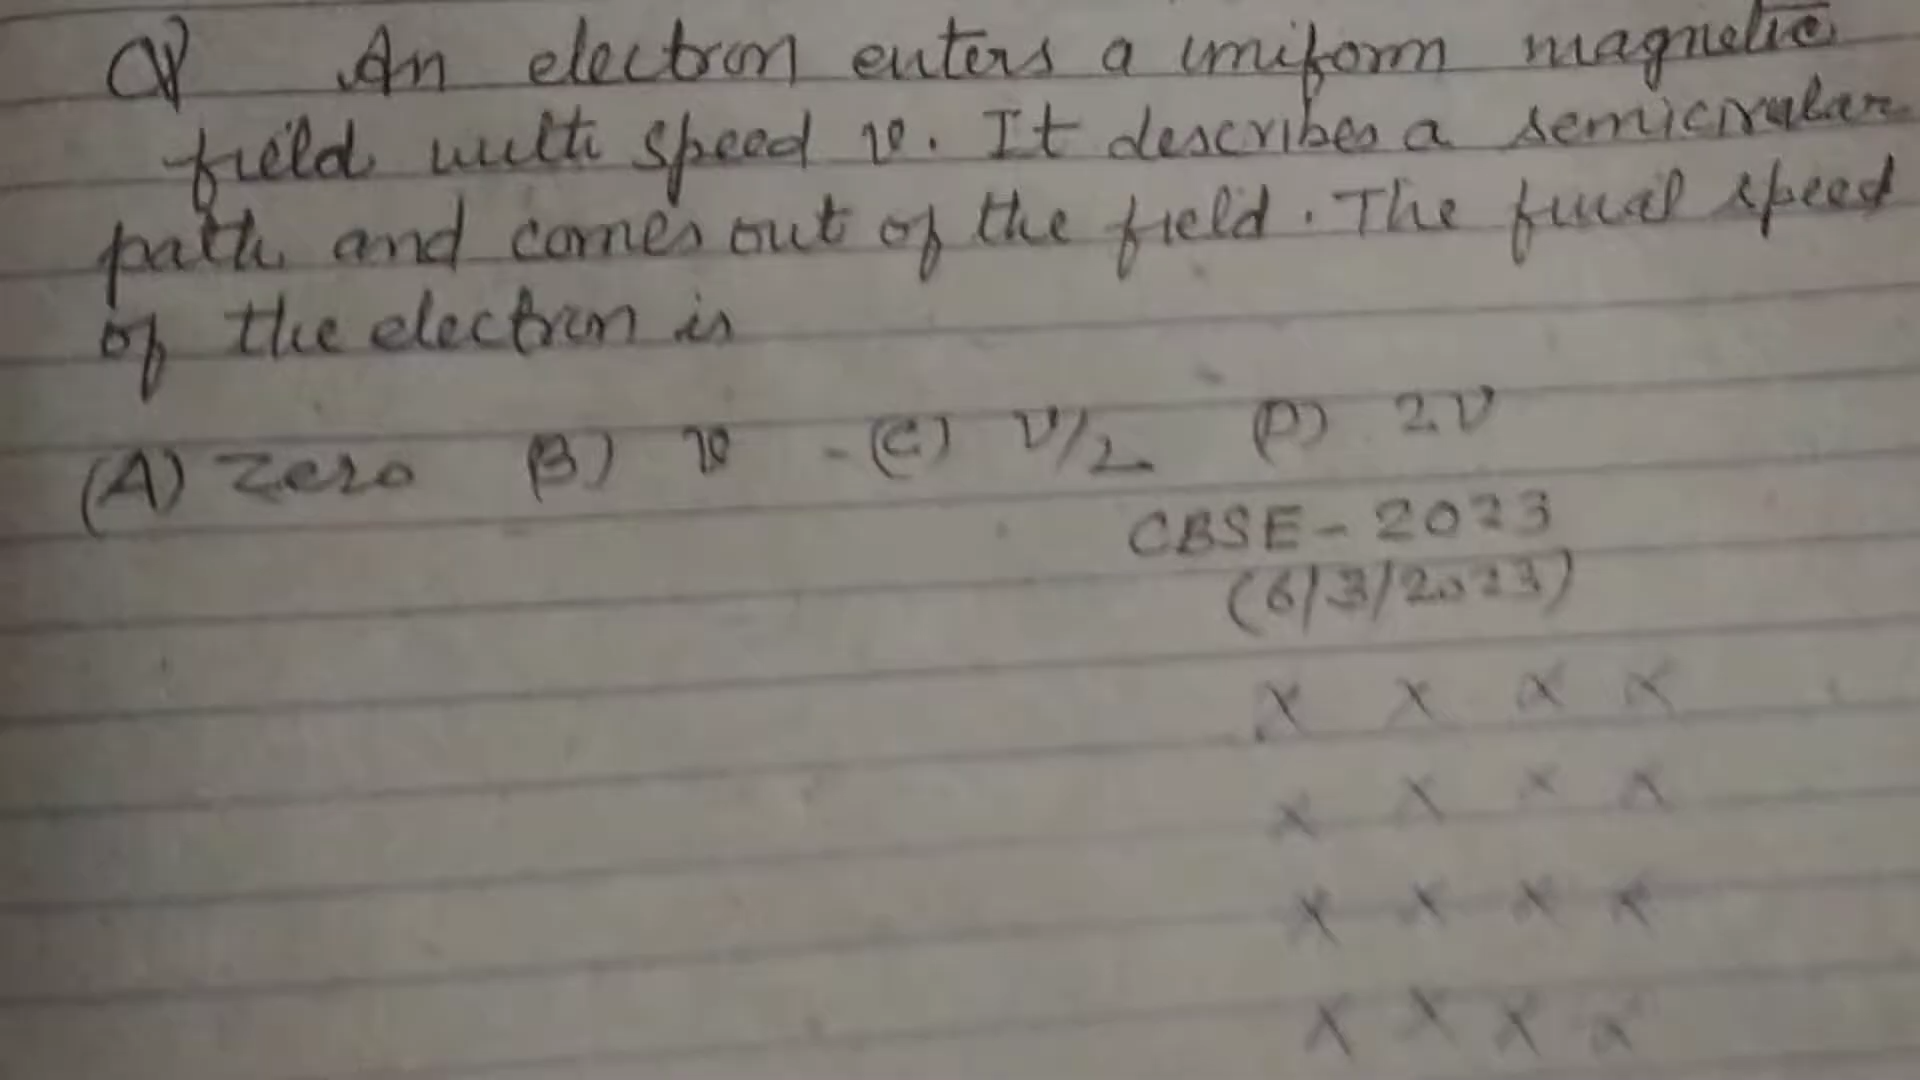 Q An electron enters a uniform magnetic
field with speed v. It describes a semicircular
path and comes out of the field. The final speed
of the electron is
(A) Zero (B) v (C) v/2 (D) 2v
CBSE - 2023
(6/3/2023)
x x x x
x x x x
x x x x
x x x x